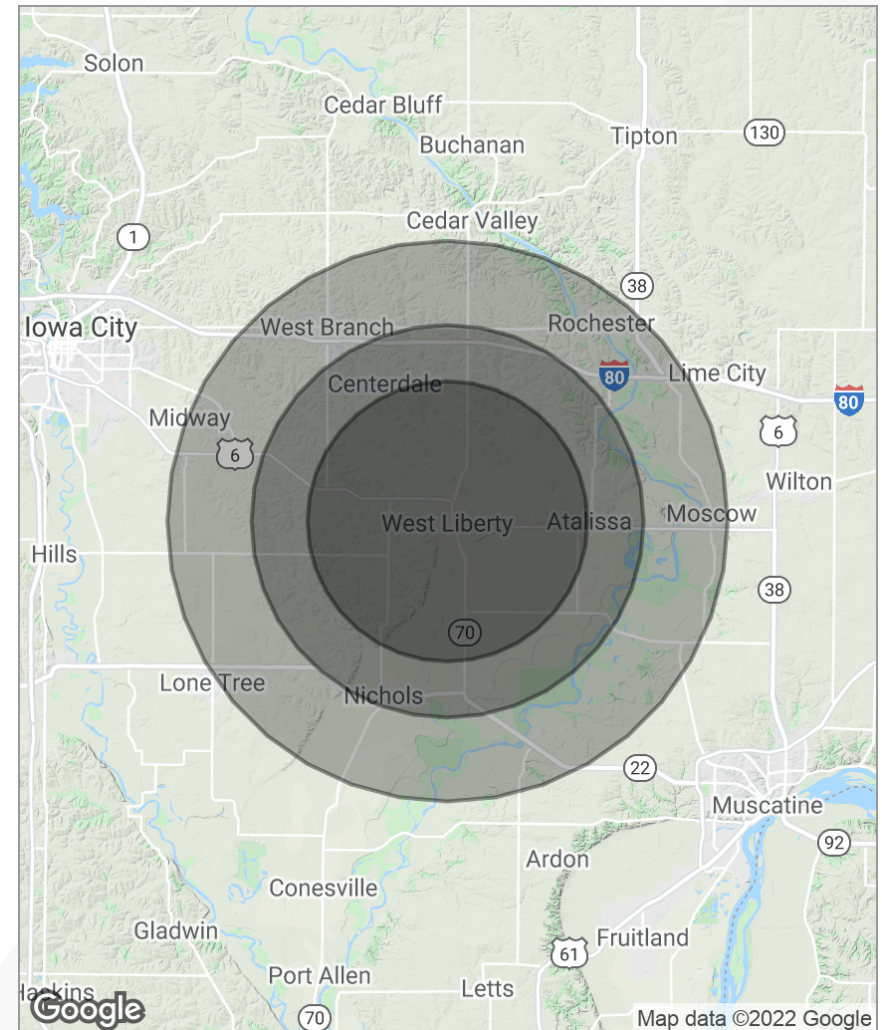 Solon
Cedar Bluff
Tipton
130
Buchanan
Cedar Valley
1
38
Iowa City
West Branch
Rochester
80
Lime City
Centerdale
80
Midway
6
6
Wilton
West Liberty
Atalissa
Moscow
Hills
38
70
Lone Tree
Nichols
22
Muscatine
92
Ardon
Conesville
Gladwin
Fruitland
61
Port Allen
Letts
Haskins
Google
70
Map data ©2022 Google